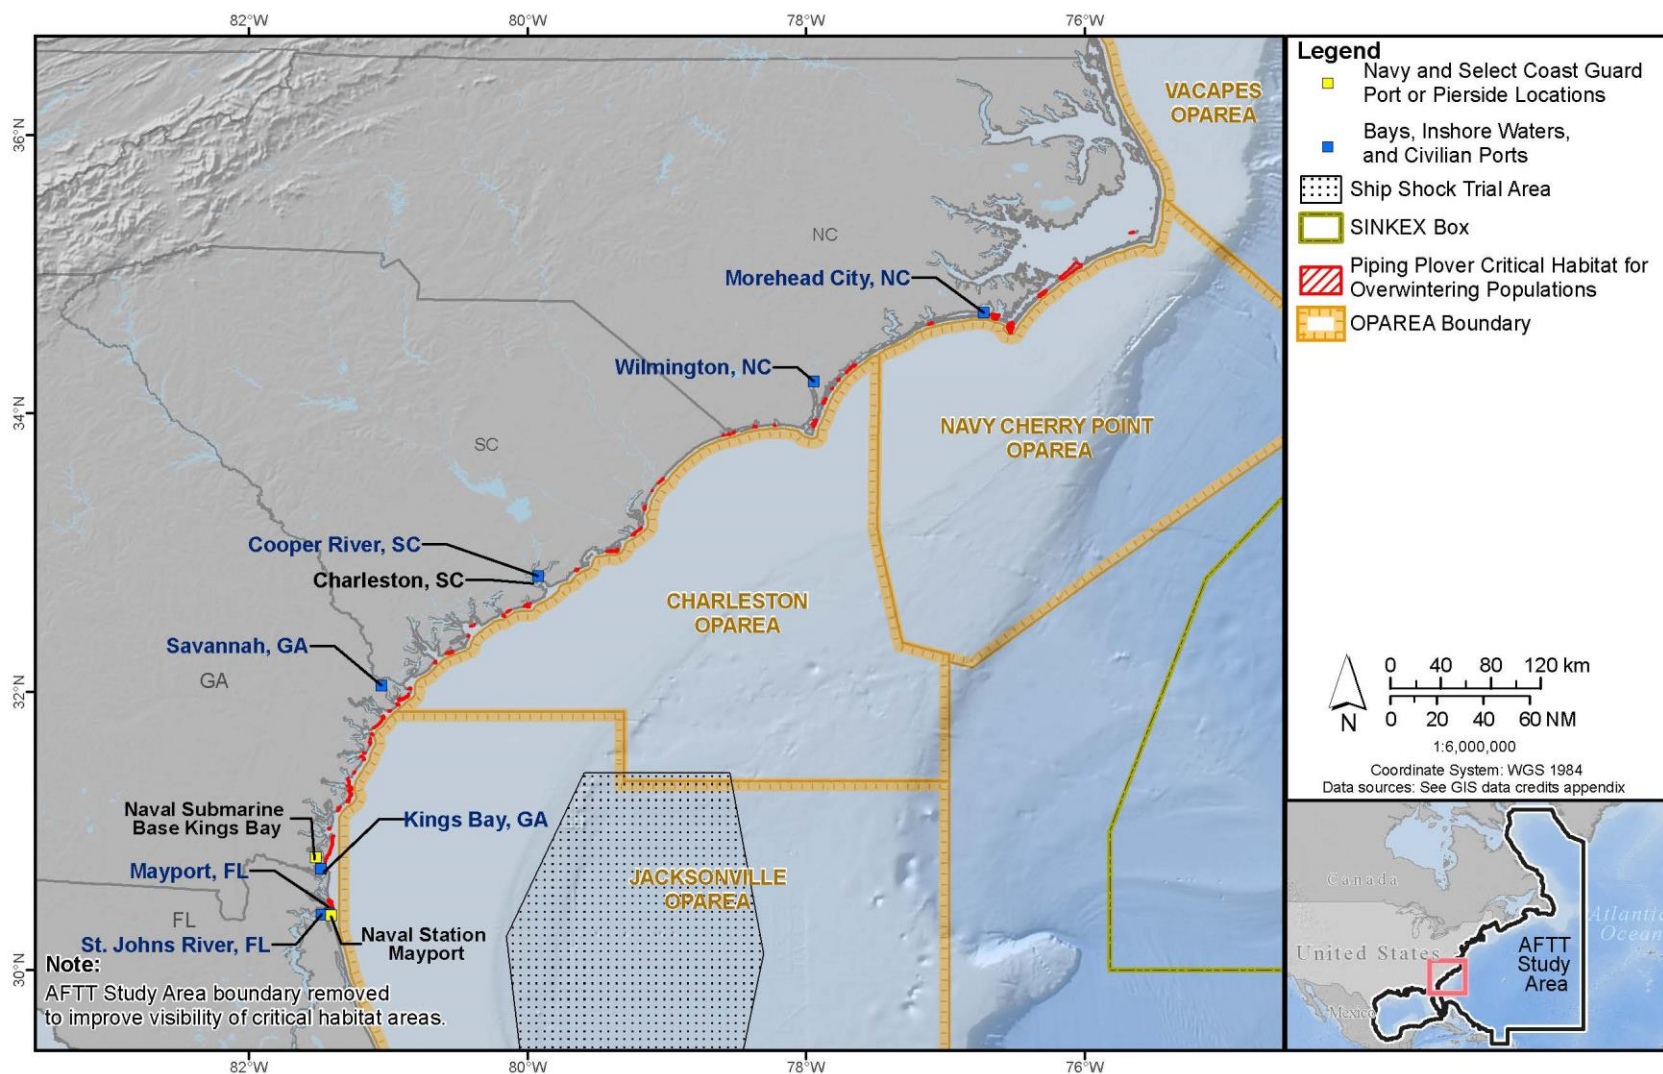 82°W
80°W
78°W
76°W
36°N
34°N
32°N
30°N
VACAPES
OPAREA
NC
Morehead City, NC
Wilmington, NC
NAVY CHERRY POINT
OPAREA
SC
Cooper River, SC
Charleston, SC
CHARLESTON
OPAREA
Savannah, GA
GA
Naval Submarine
Base Kings Bay
Kings Bay, GA
Mayport, FL
JACKSONVILLE
OPAREA
FL
St. Johns River, FL
Naval Station
Mayport
Note:
AFTT Study Area boundary removed
to improve visibility of critical habitat areas.
82°W
80°W
78°W
76°W
Legend
Navy and Select Coast Guard
Port or Pierside Locations
Bays, Inshore Waters,
and Civilian Ports
Ship Shock Trial Area
SINKEX Box
Piping Plover Critical Habitat for
Overwintering Populations
OPAREA Boundary
N
0 40 80 120 km
0 20 40 60 NM
1:6,000,000
Coordinate System: WGS 1984
Data sources: See GIS data credits appendix
Canada
United States
Mexico
Atlantic
Ocean
AFTT
Study
Area